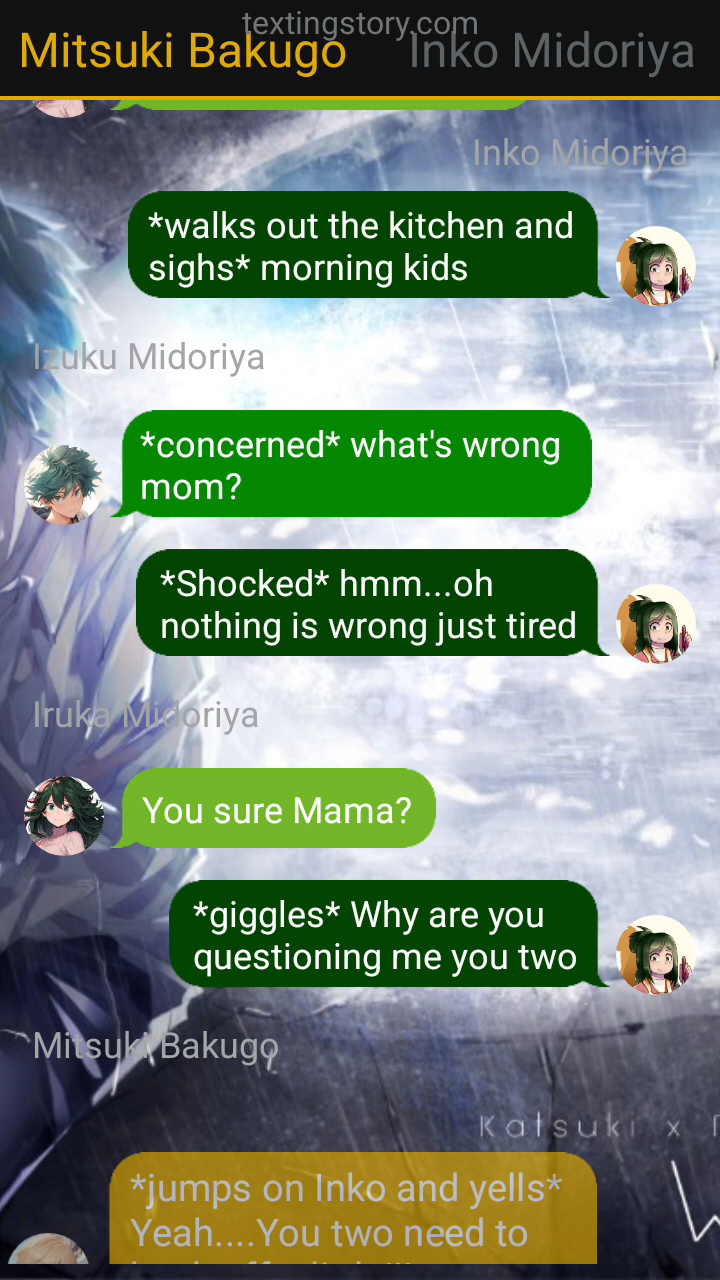 textingstory.com
Mitsuki Bakugo
Inko Midoriya
Inko Midoriya
*walks out the kitchen and
sighs* morning kids
Izuku Midoriya
*concerned* what's wrong
mom?
*Shocked* hmm...oh
nothing is wrong just tired
Iruka Midoriya
You sure Mama?
*giggles* Why are you
questioning me you two
Mitsuki Bakugo
Katsuki x
*jumps on Inko and yells*
Yeah....You two need to